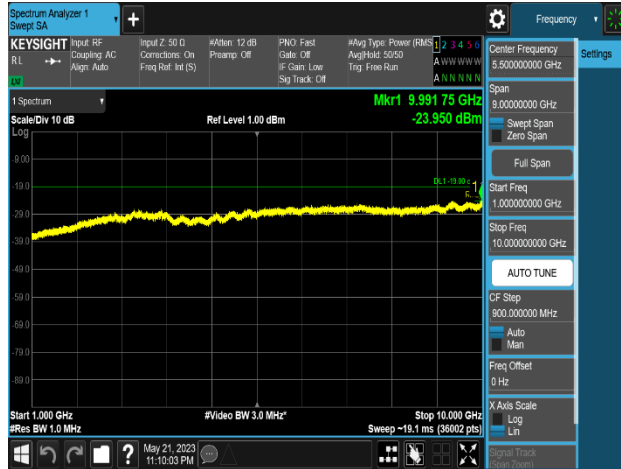 Spectrum Analyzer 1
Swept SA
Frequency
KEYSIGHT
RL
Input: RF
Coupling: AC
Align: Auto
Input Z: 50 Ω
Corrections: On
Freq Ref: Int (S)
#Atten: 12 dB
Preamp: Off
PNO: Fast
Gate: Off
IF Gain: Low
Sig Track: Off
#Avg Type: Power (RMS
Avg|Hold: 50/50
Trig: Free Run
1 2 3 4 5 6
A W W W W W
A N N N N N
1 Spectrum
Scale/Div 10 dB
Log
Ref Level 1.00 dBm
Mkr1 9.991 75 GHz
-23.950 dBm
-9.00
-19.0
-29.0
-39.0
-49.0
-59.0
-69.0
-79.0
-89.0
DL1 -19.00
1
Start 1.000 GHz
#Res BW 1.0 MHz
#Video BW 3.0 MHz*
Stop 10.000 GHz
Sweep ~19.1 ms (36002 pts)
May 21, 2023
11:10:03 PM
Center Frequency
5.500000000 GHz
Settings
Span
9.00000000 GHz
Swept Span
Zero Span
Full Span
Start Freq
1.000000000 GHz
Stop Freq
10.000000000 GHz
AUTO TUNE
CF Step
900.000000 MHz
Auto
Man
Freq Offset
0 Hz
X Axis Scale
Log
Lin
Signal Track
(Span Zoom)